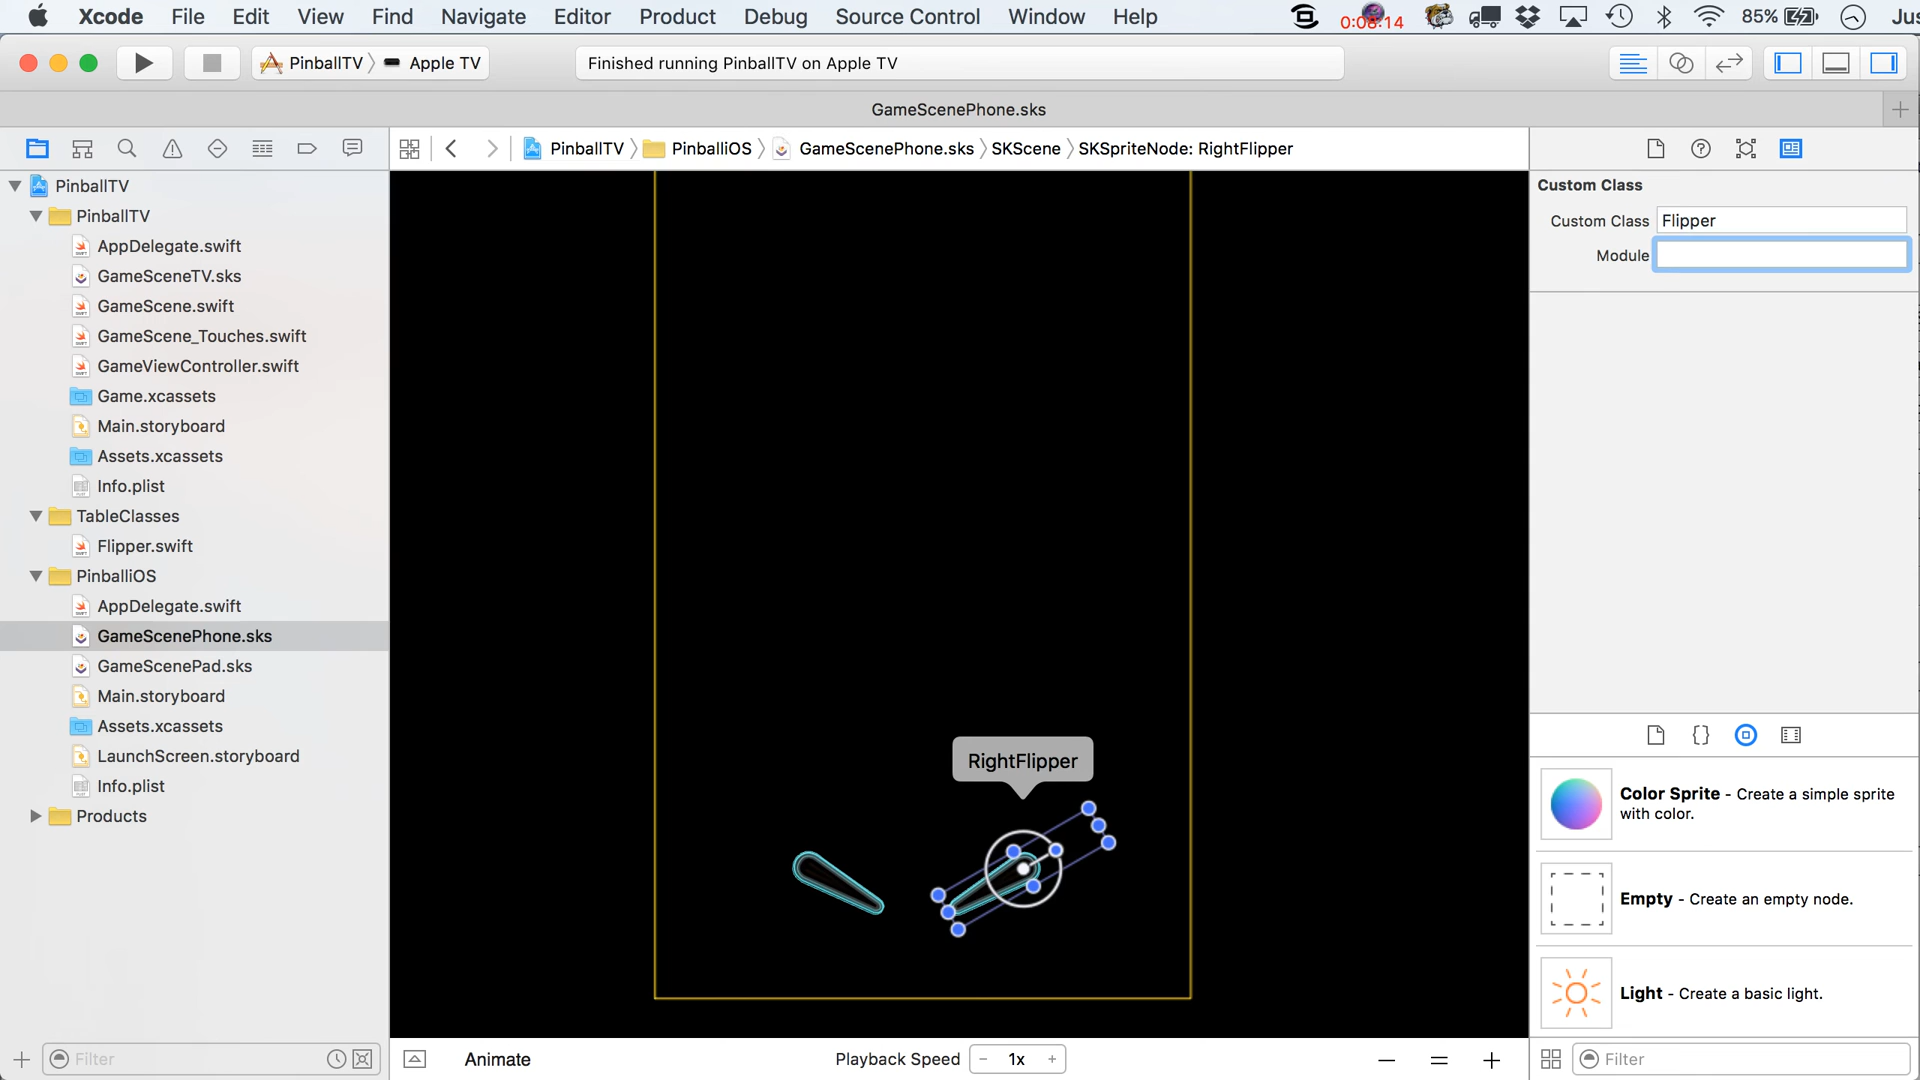 Xcode File Edit View Find Navigate Editor Product Debug Source Control Window Help 0:08:14 85% Jus
PinballTV Apple TV Finished running PinballTV on Apple TV
GameScenePhone.sks
PinballTV PinballiOS GameScenePhone.sks SKScene SKSpriteNode: RightFlipper
PinballTV
PinballTV
AppDelegate.swift
GameSceneTV.sks
GameScene.swift
GameScene_Touches.swift
GameViewController.swift
Game.xcassets
Main.storyboard
Assets.xcassets
Info.plist
TableClasses
Flipper.swift
PinballiOS
AppDelegate.swift
GameScenePhone.sks
GameScenePad.sks
Main.storyboard
Assets.xcassets
LaunchScreen.storyboard
Info.plist
Products
Filter
RightFlipper
Animate Playback Speed - 1x +
Custom Class
Custom Class Flipper
Module
Color Sprite - Create a simple sprite
with color.
Empty - Create an empty node.
Light - Create a basic light.
Filter